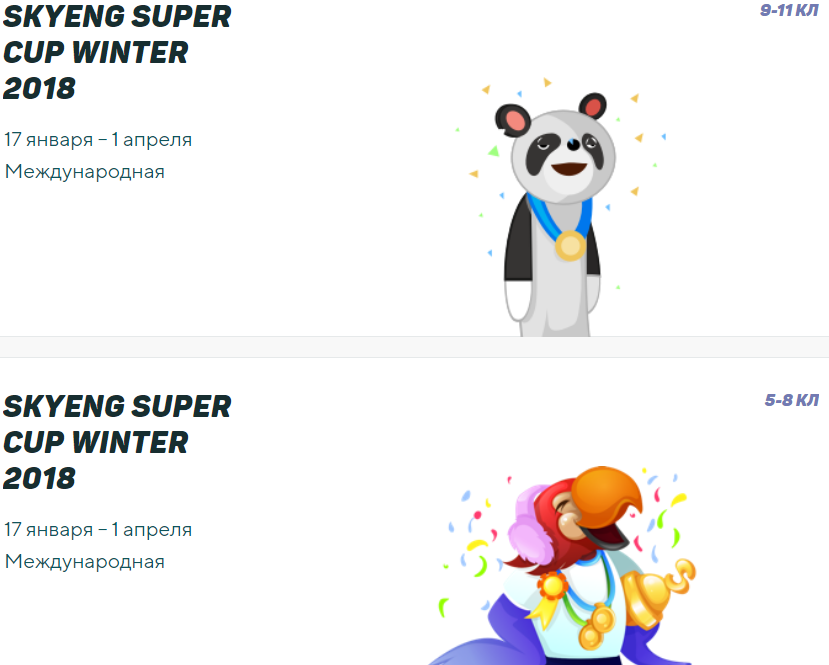 SKYENG SUPER
CUP WINTER
2018
9-11 КЛ
17 января – 1 апреля
Международная
SKYENG SUPER
CUP WINTER
2018
5-8 КЛ
17 января – 1 апреля
Международная